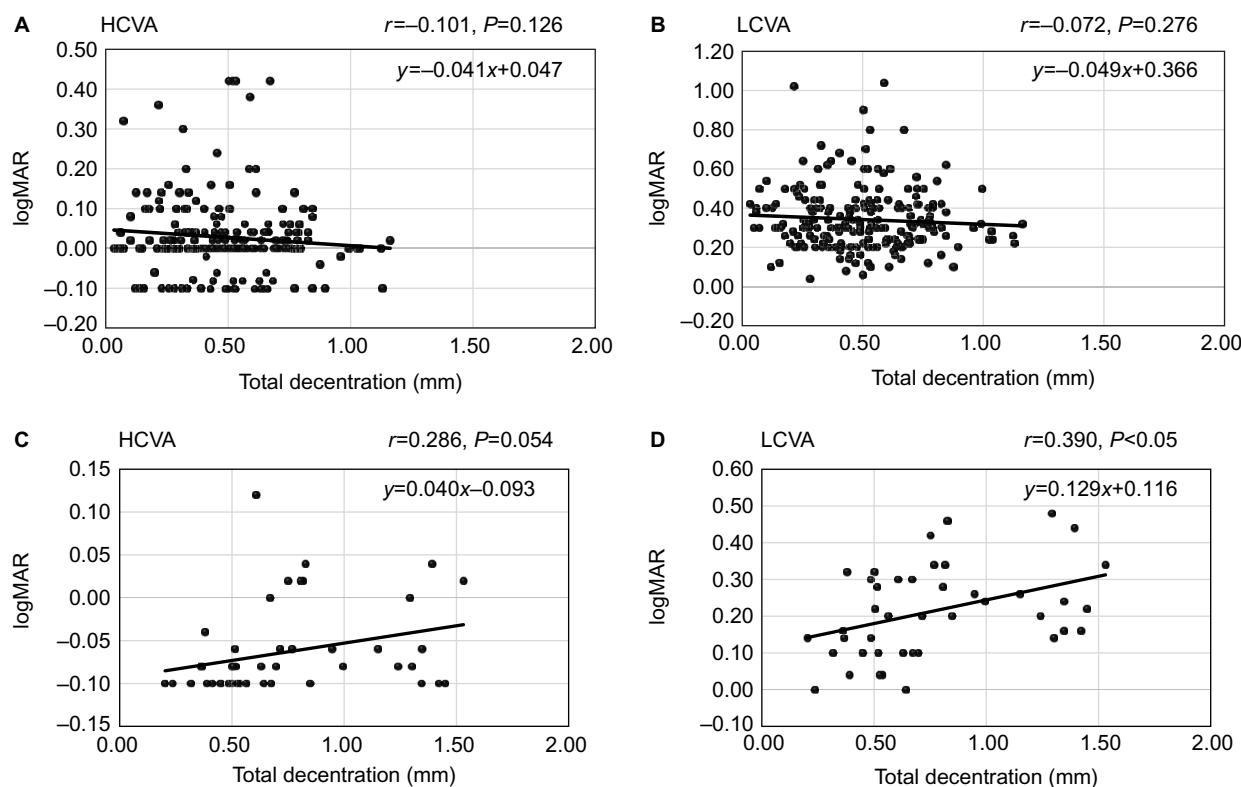 A HCVA r=–0.101, P=0.126
y=–0.041x+0.047
0.50
0.40
0.30
0.20
0.10
0.00
–0.10
–0.20
logMAR
0.00 0.50 1.00 1.50 2.00
Total decentration (mm)
B LCVA r=–0.072, P=0.276
y=–0.049x+0.366
1.20
1.00
0.80
0.60
0.40
0.20
0.00
–0.20
logMAR
0.00 0.50 1.00 1.50 2.00
Total decentration (mm)
C HCVA r=0.286, P=0.054
y=0.040x–0.093
0.15
0.10
0.05
0.00
–0.05
–0.10
–0.15
logMAR
0.00 0.50 1.00 1.50 2.00
Total decentration (mm)
D LCVA r=0.390, P<0.05
y=0.129x+0.116
0.60
0.50
0.40
0.30
0.20
0.10
0.00
–0.10
logMAR
0.00 0.50 1.00 1.50 2.00
Total decentration (mm)